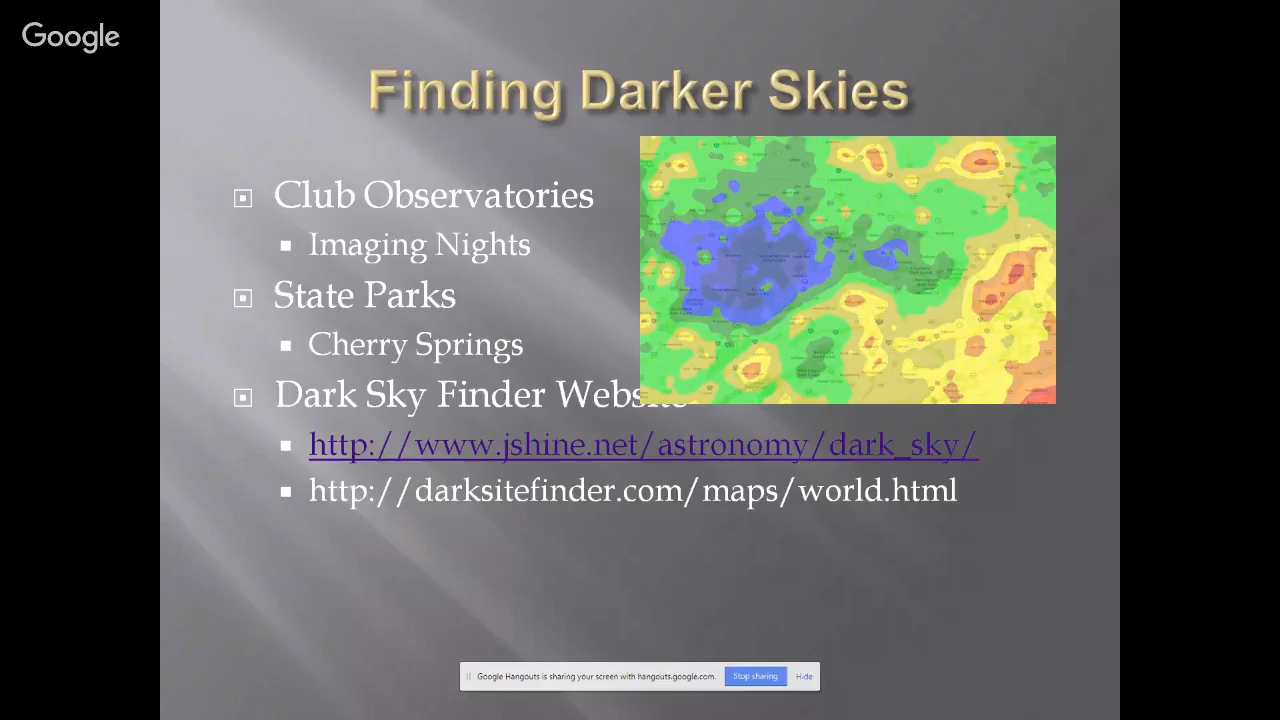 Google
Finding Darker Skies
Club Observatories
Imaging Nights
State Parks
Cherry Springs
Dark Sky Finder Website
http://www.jshine.net/astronomy/dark_sky/
http://darksitefinder.com/maps/world.html
Google Hangouts is sharing your screen with hangouts.google.com. Stop sharing Hide